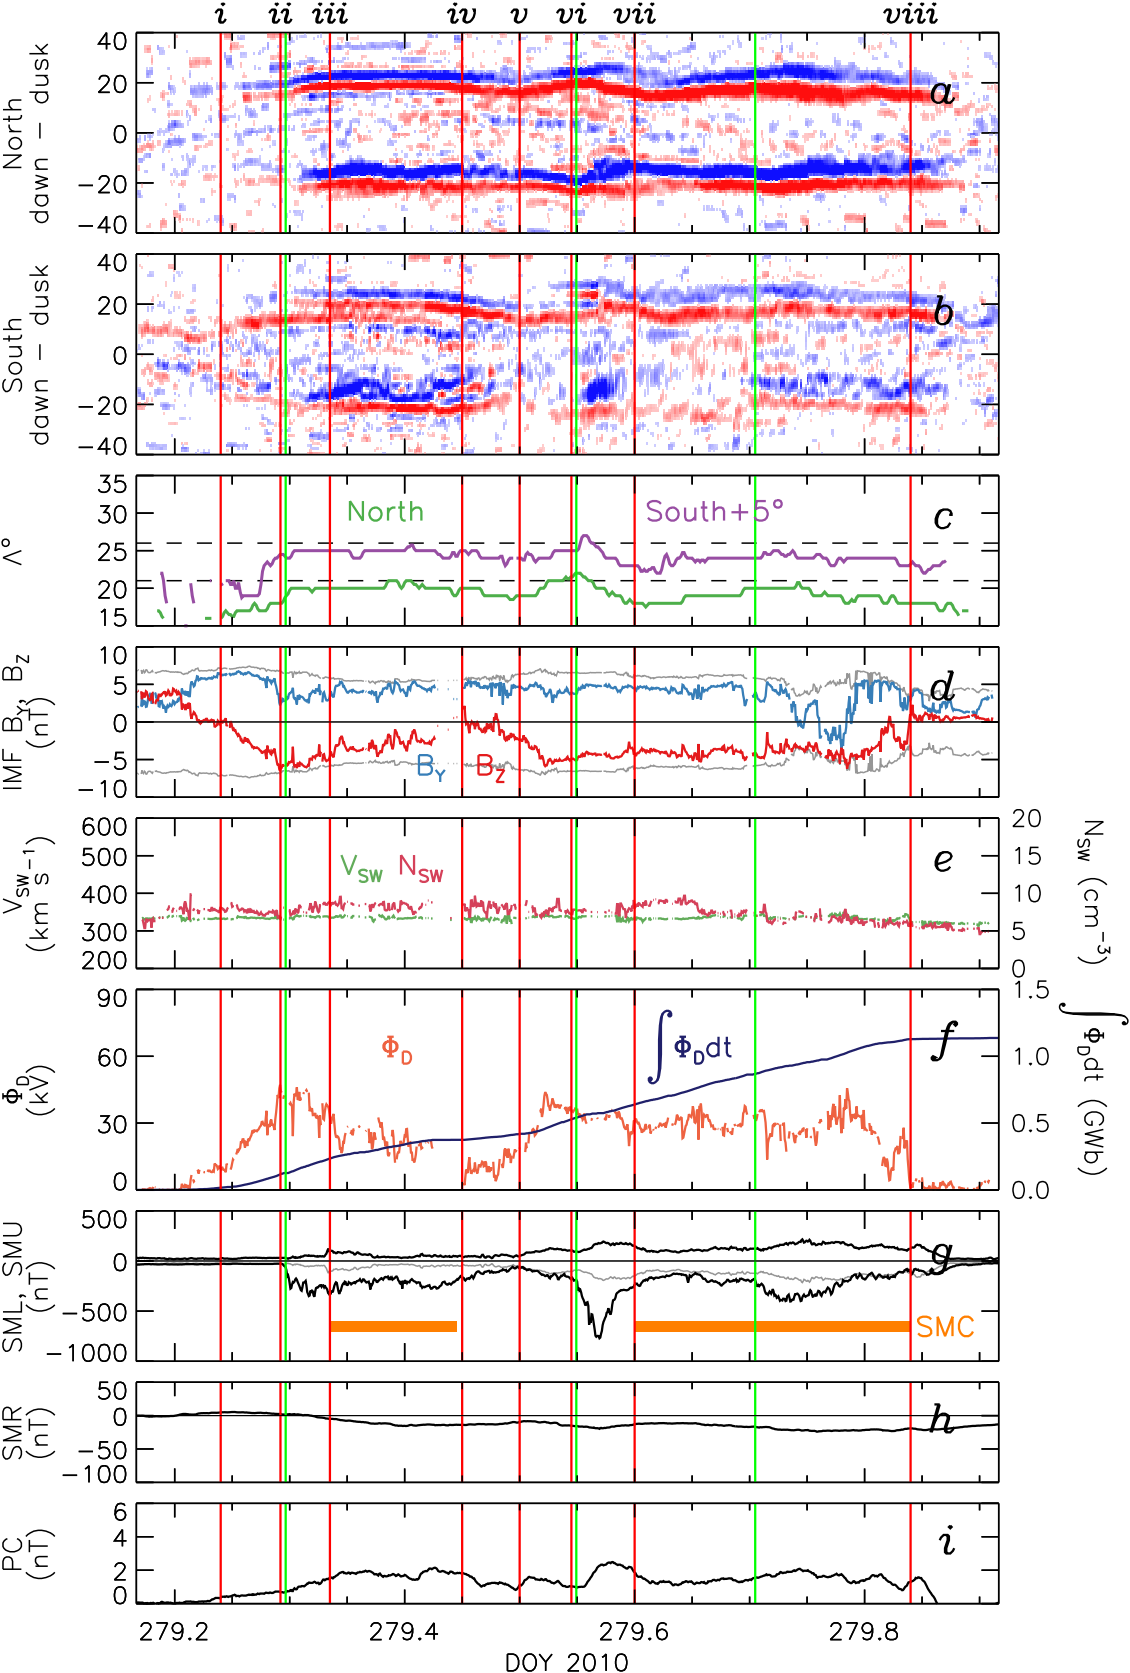 i ii iii iv v vi vii viii
North
dawn – dusk
40
20
0
−20
−40
a
South
dawn – dusk
40
20
0
−20
−40
b
Λ°
35
30
25
20
15
North
South+5°
c
IMF B_Y, B_Z
(nT)
10
5
0
−5
−10
B_Y
B_Z
d
V_SW
(km s⁻¹)
600
500
400
300
200
V_SW N_SW
e
20
15
10
5
0
N_SW (cm⁻³)
Φ_D
(kV)
90
60
30
0
Φ_D
∫Φ_D dt
f
1.5
1.0
0.5
0.0
∫Φ_D dt (GWb)
SML, SMU
(nT)
500
0
−500
−1000
g
SMC
SMR
(nT)
50
0
−50
−100
h
PC
(nT)
6
4
2
0
i
279.2 279.4 279.6 279.8
DOY 2010